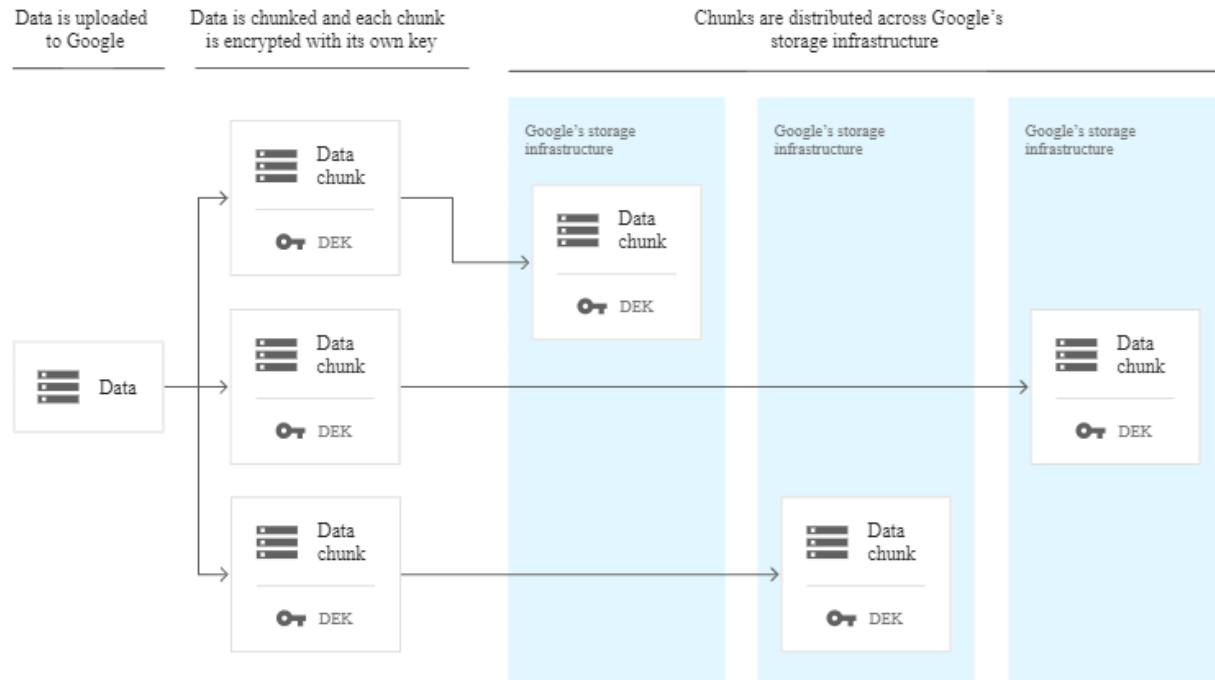 Data is uploaded
to Google
Data is chunked and each chunk
is encrypted with its own key
Chunks are distributed across Google's
storage infrastructure
Google's storage
infrastructure
Google's storage
infrastructure
Google's storage
infrastructure
Data
chunk
DEK
Data
chunk
DEK
Data
Data
chunk
DEK
Data
chunk
DEK
Data
chunk
DEK
Data
chunk
DEK